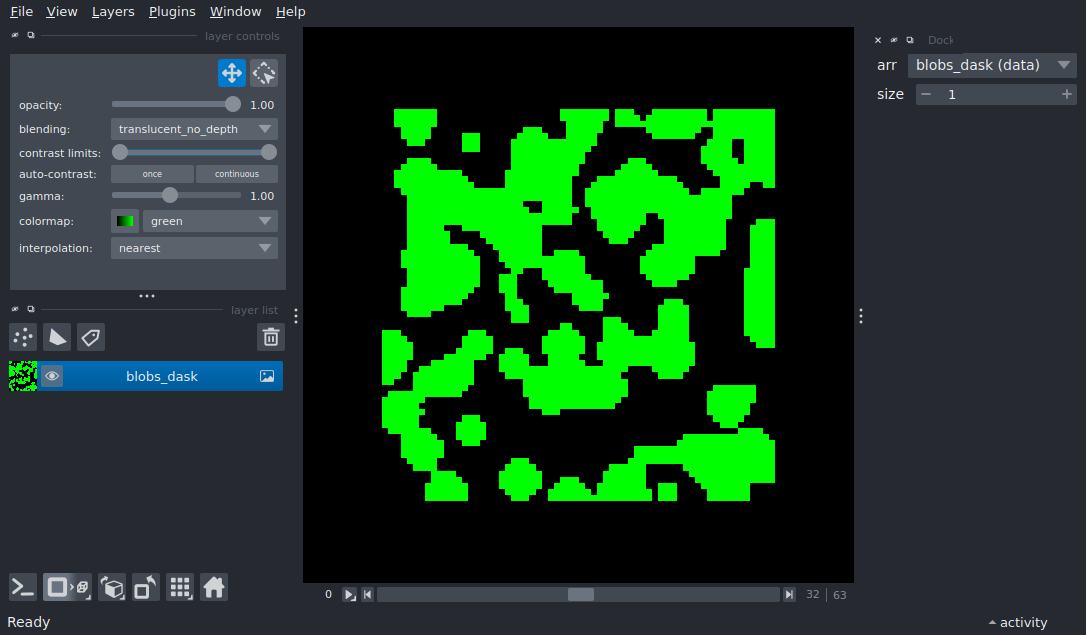 File View Layers Plugins Window Help
layer controls
opacity: 1.00
blending: translucent_no_depth
contrast limits:
auto-contrast: once continuous
gamma: 1.00
colormap: green
interpolation: nearest
layer list
blobs_dask
0 32 63
Ready
activity
Dock
arr blobs_dask (data)
size 1